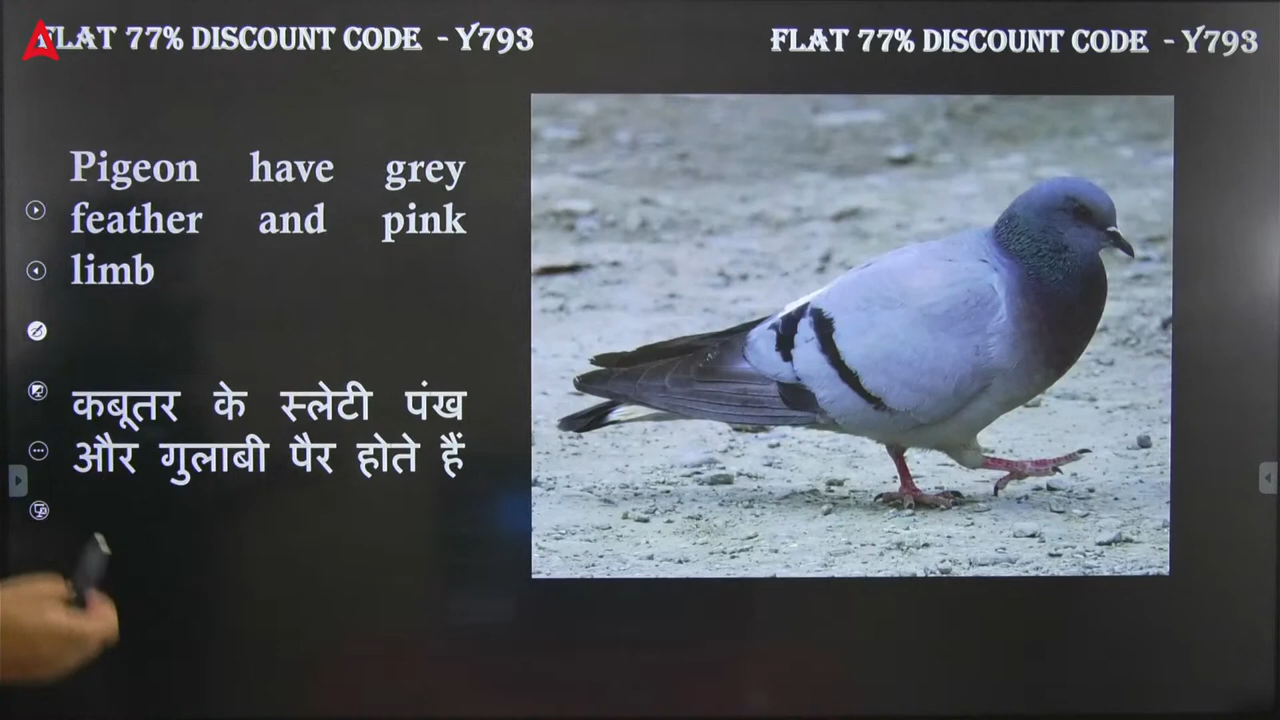 FLAT 77% DISCOUNT CODE - Y793
FLAT 77% DISCOUNT CODE - Y793
Pigeon have grey
feather and pink
limb
कबूतर के स्लेटी पंख
और गुलाबी पैर होते हैं